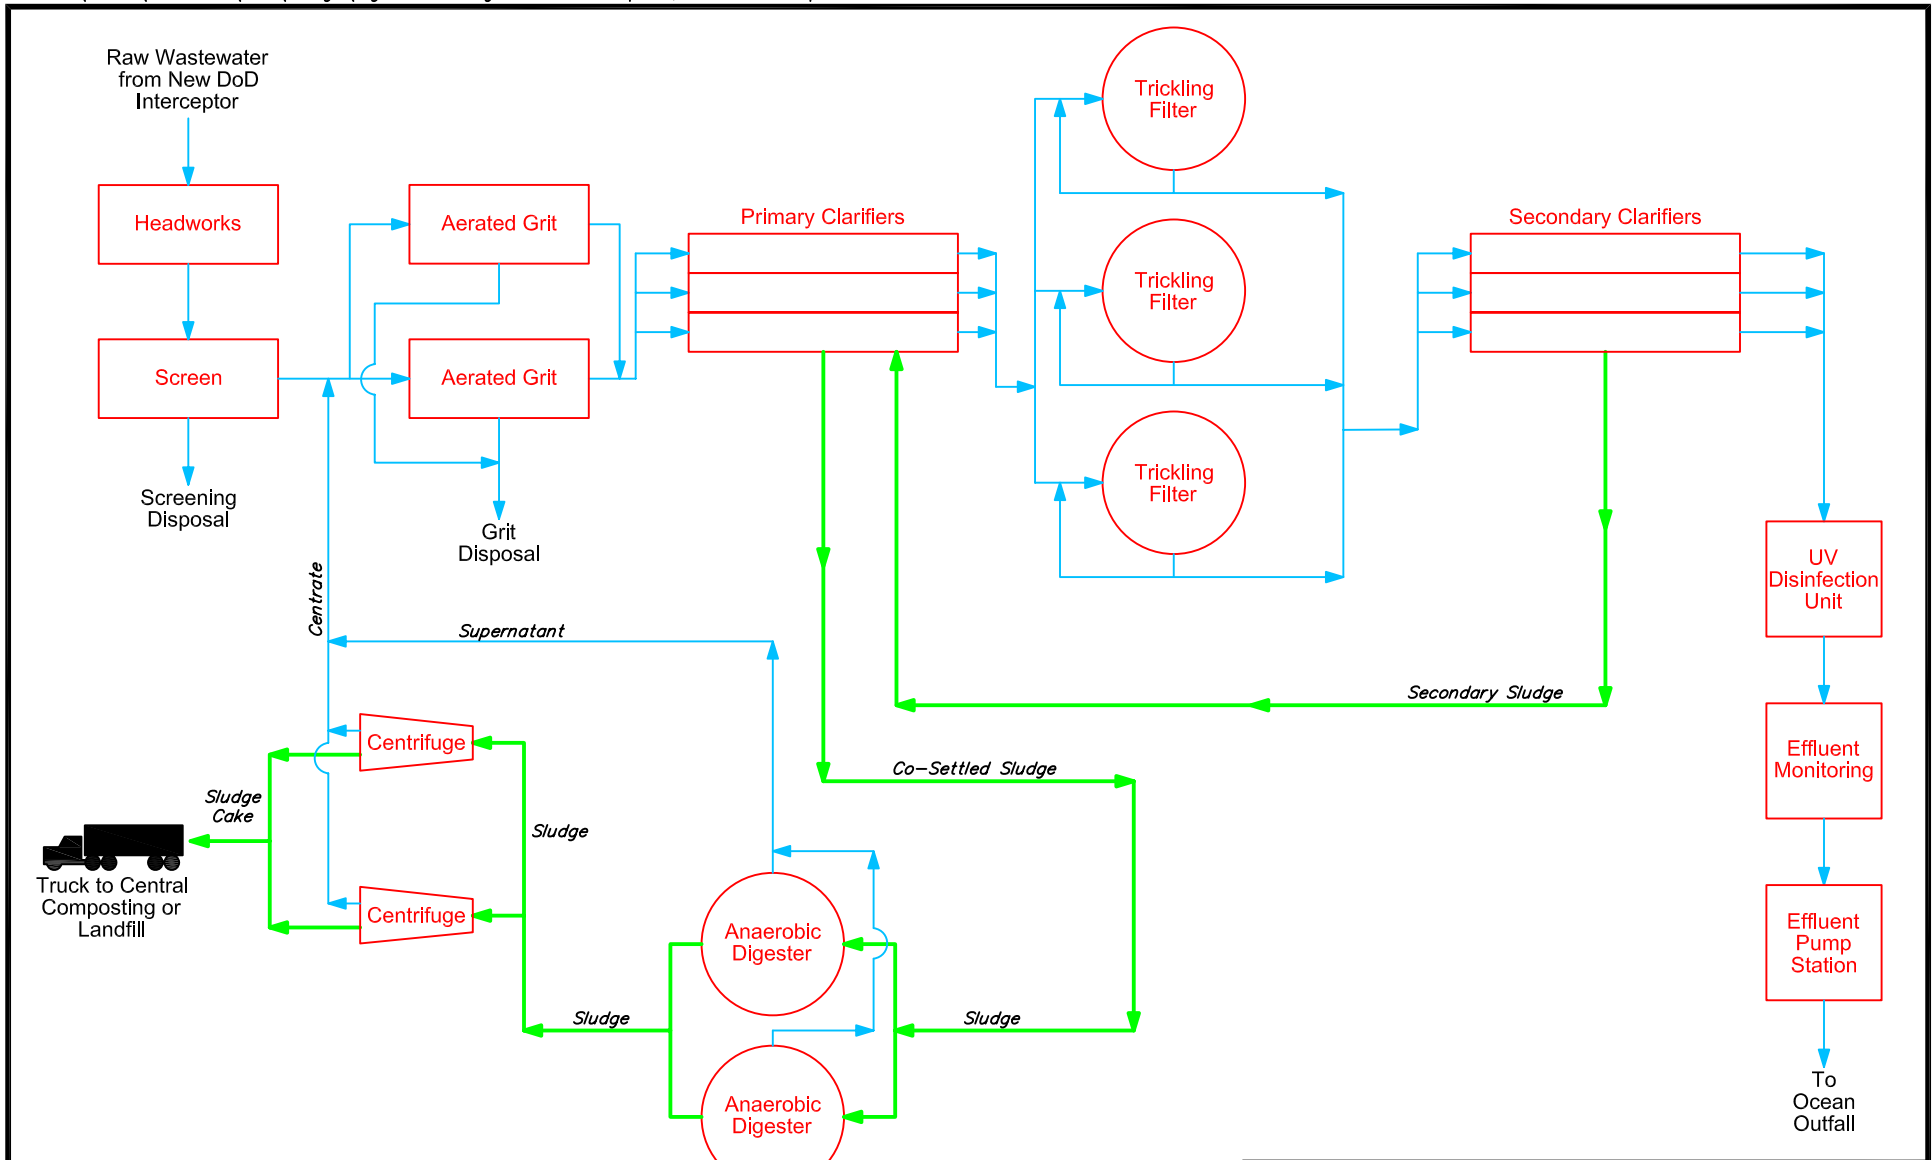 Raw Wastewater
from New DoD
Interceptor
Headworks
Screen
Screening
Disposal
Aerated Grit
Aerated Grit
Grit
Disposal
Primary Clarifiers
Trickling
Filter
Trickling
Filter
Trickling
Filter
Secondary Clarifiers
UV
Disinfection
Unit
Effluent
Monitoring
Effluent
Pump
Station
To
Ocean
Outfall
Centrate
Supernatant
Secondary Sludge
Co-Settled Sludge
Centrifuge
Centrifuge
Sludge
Cake
Sludge
Truck to Central
Composting or
Landfill
Anaerobic
Digester
Anaerobic
Digester
Sludge
Sludge